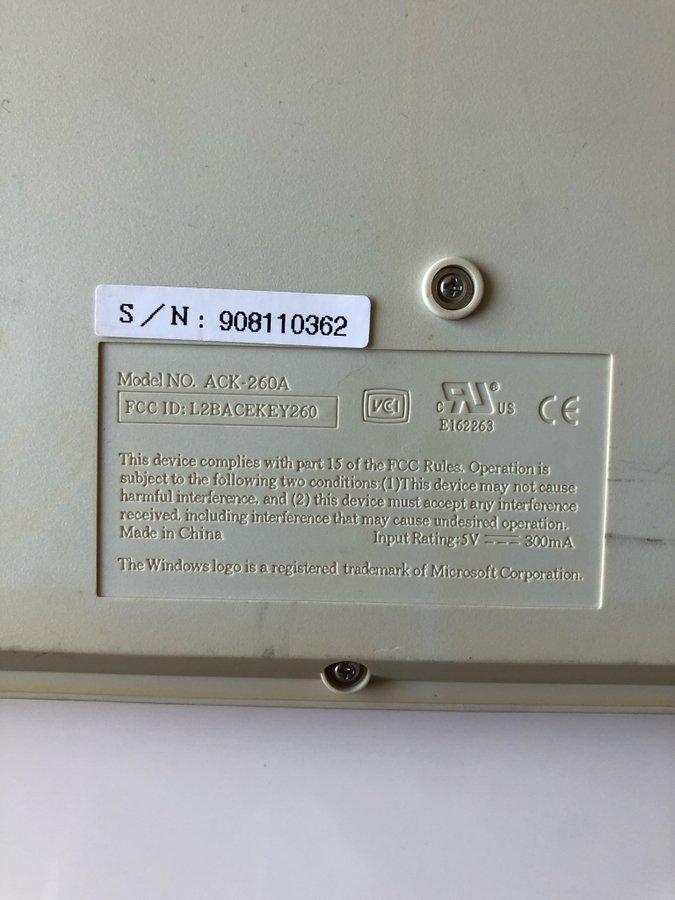 S/N: 908110362
Model NO. ACK-260A
FCC ID: L2BACEKEY260
VCCI
C RU ® US
E162263
CE
This device complies with part 15 of the FCC Rules. Operation is
subject to the following two conditions:(1)This device may not cause
harmful interference, and (2) this device must accept any interference
received, including interference that may cause undesired operation.
Made in China Input Rating:5V 300mA
The Windows logo is a registered trademark of Microsoft Corporation.